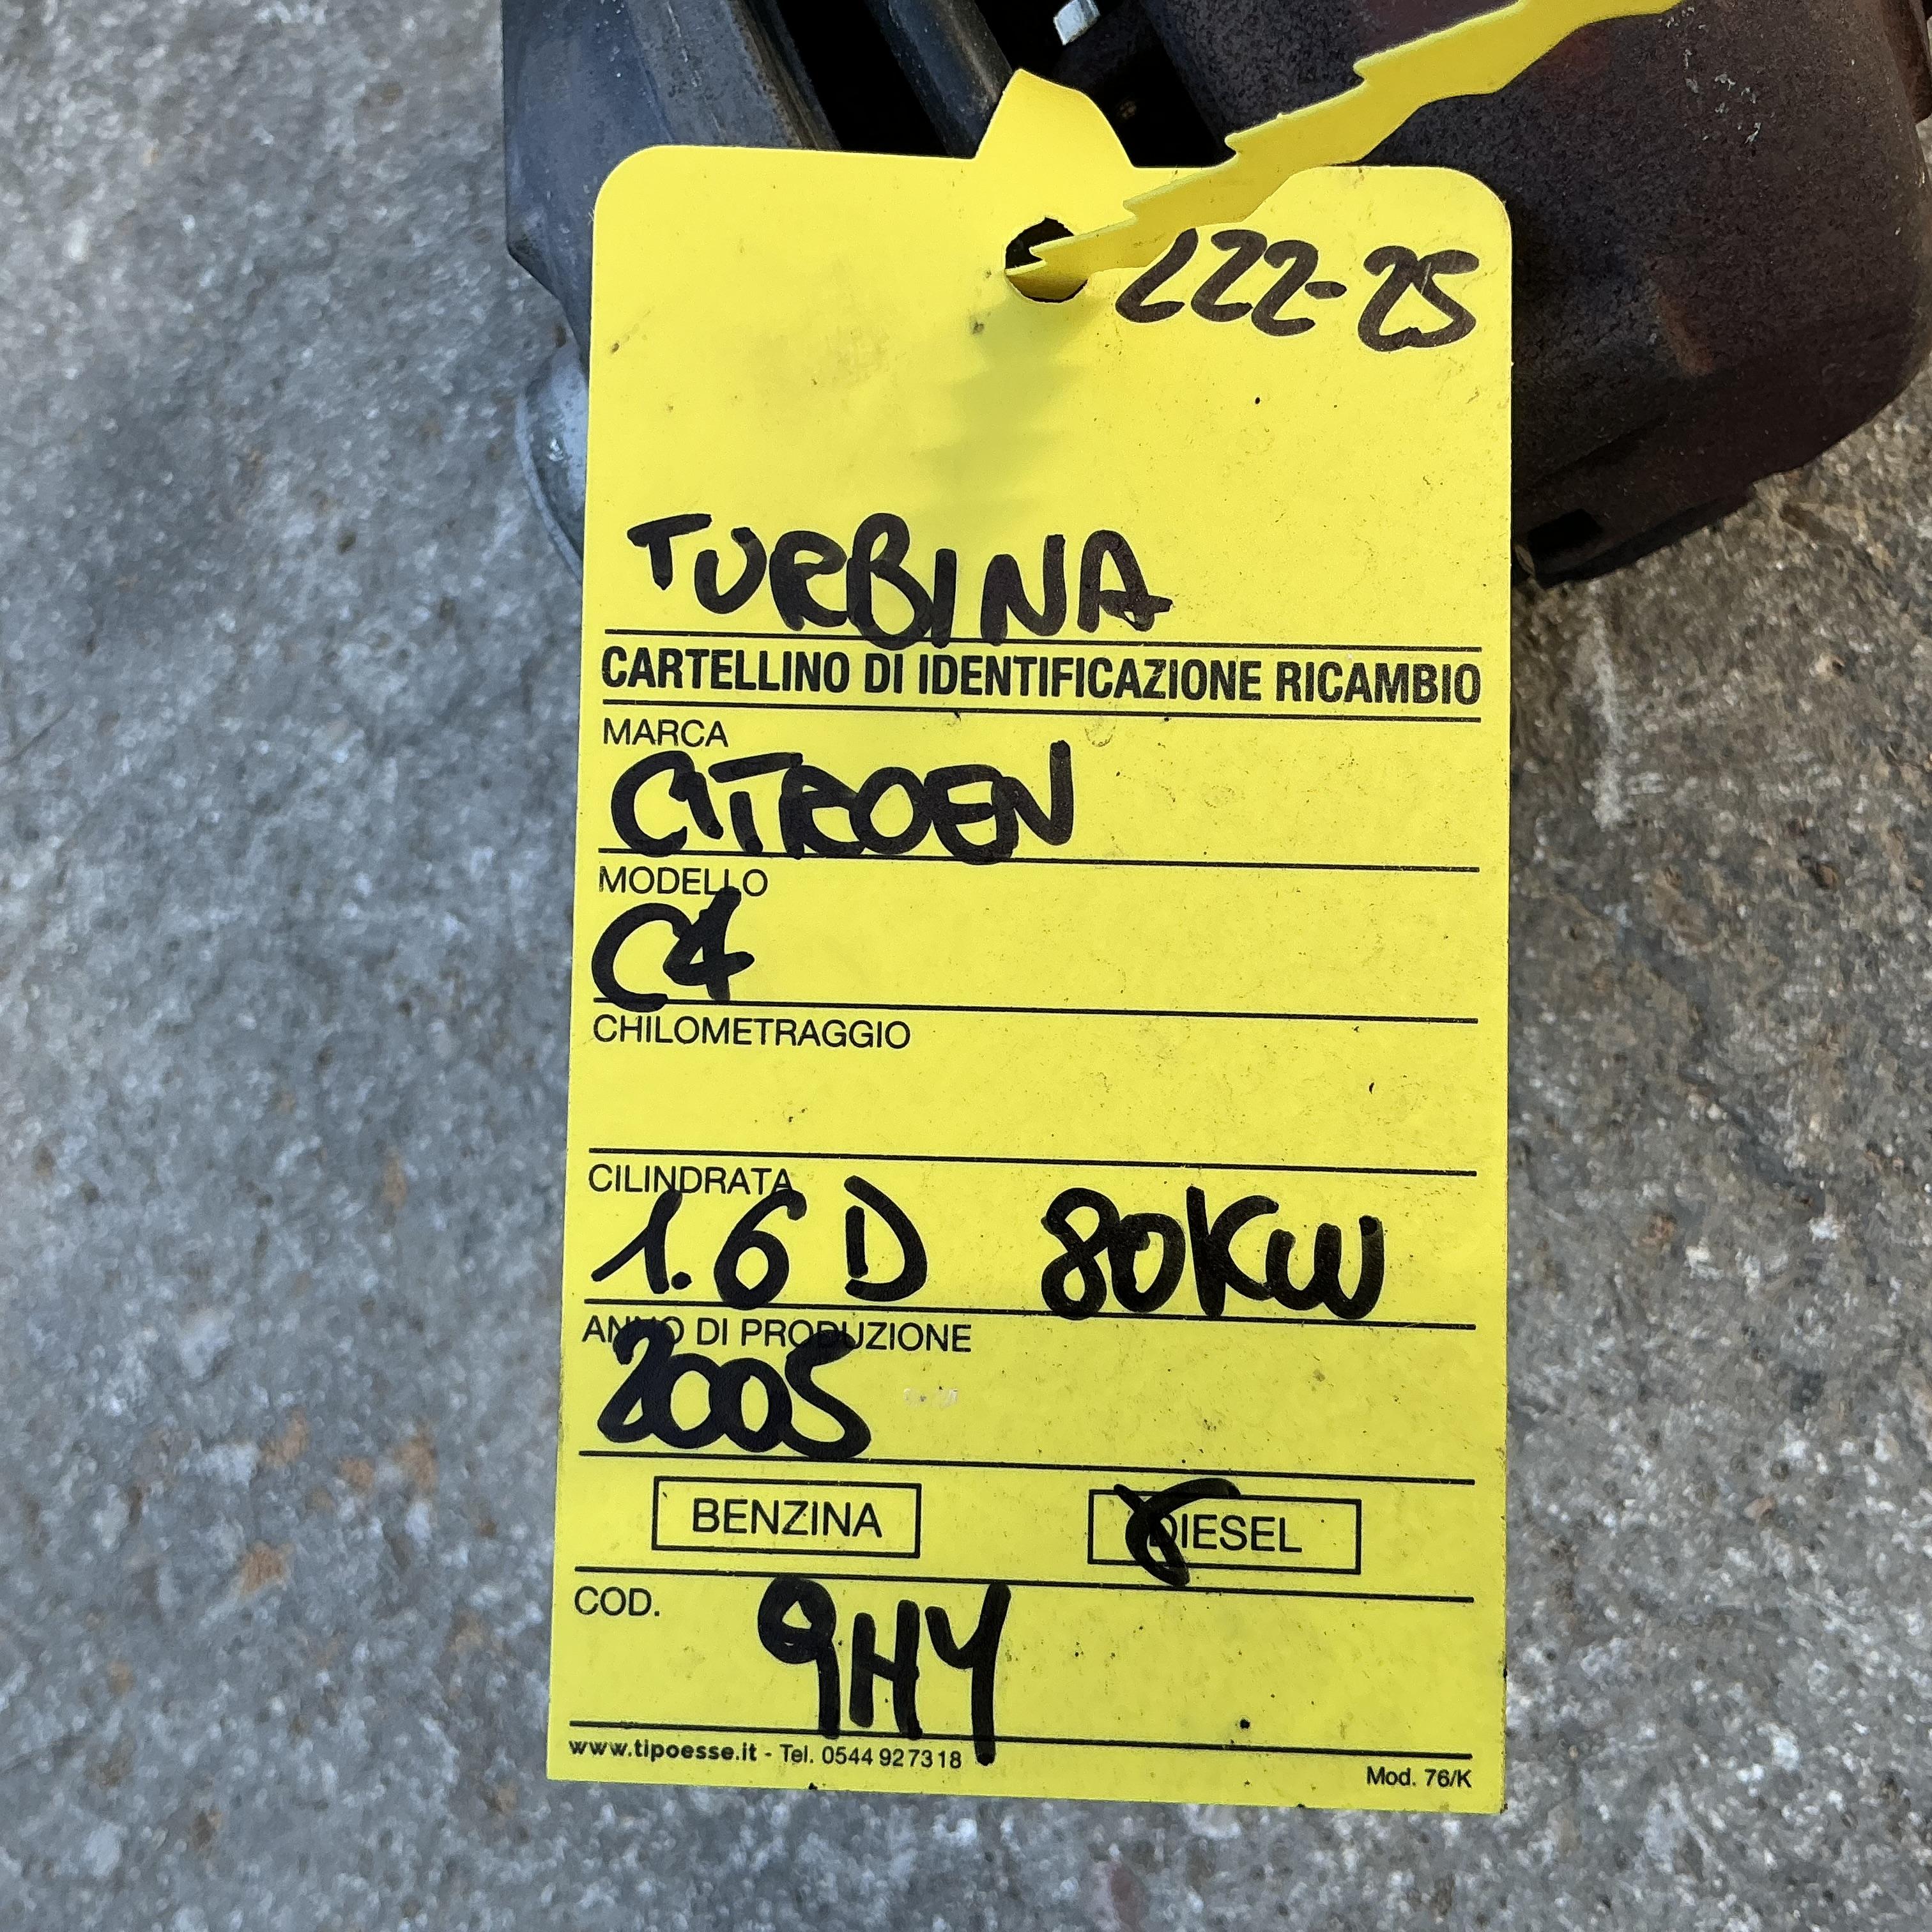 222-25
TURBINA
CARTELLINO DI IDENTIFICAZIONE RICAMBIO
MARCA
CITROEN
MODELLO
C4
CHILOMETRAGGIO
CILINDRATA
1.6 D 80KW
ANNO DI PRODUZIONE
2005
BENZINA DIESEL
COD.
9HY
www.tipoesse.it - Tel. 0544 927318
Mod. 76/K